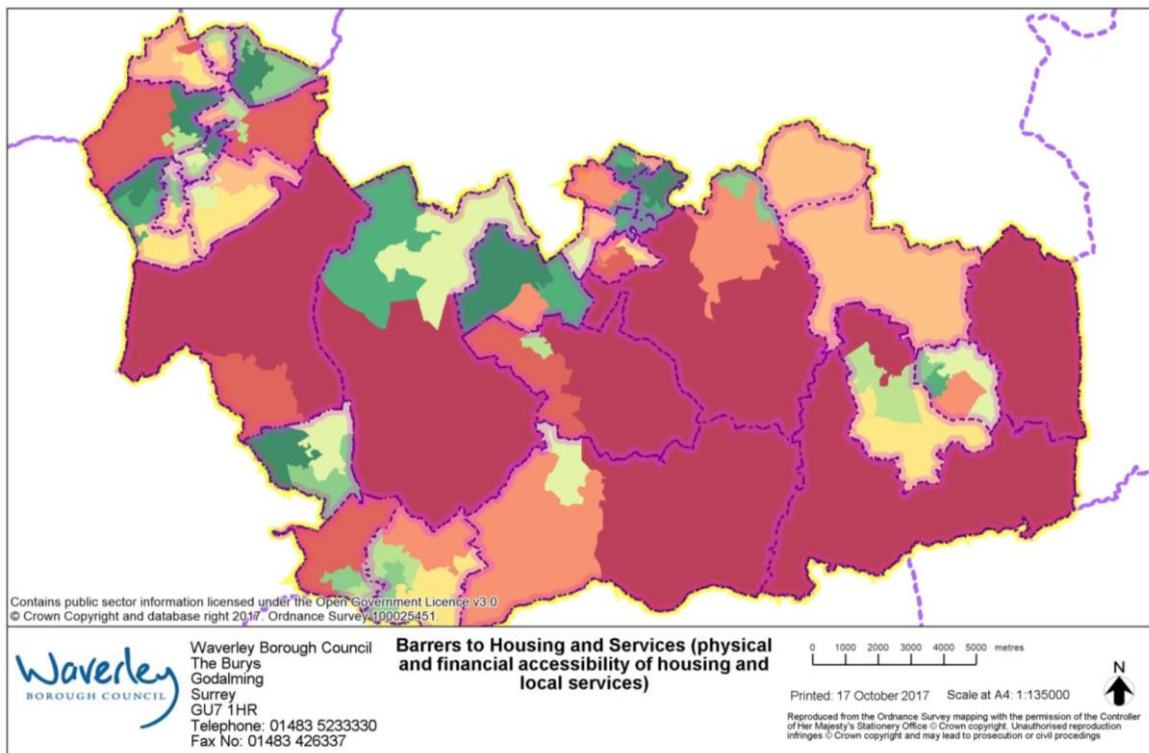 Contains public sector information licensed under the Open Government Licence v3.0
© Crown Copyright and database right 2017. Ordnance Survey 100025451.
Waverley
BOROUGH COUNCIL
Waverley Borough Council
The Burys
Godalming
Surrey
GU7 1HR
Telephone: 01483 5233330
Fax No: 01483 426337
Barrers to Housing and Services (physical
and financial accessibility of housing and
local services)
0 1000 2000 3000 4000 5000 metres
N
Printed: 17 October 2017 Scale at A4: 1:135000
Reproduced from the Ordnance Survey mapping with the permission of the Controller
of Her Majesty's Stationery Office © Crown copyright. Unauthorised reproduction
infringes © Crown copyright and may lead to prosecution or civil procedings